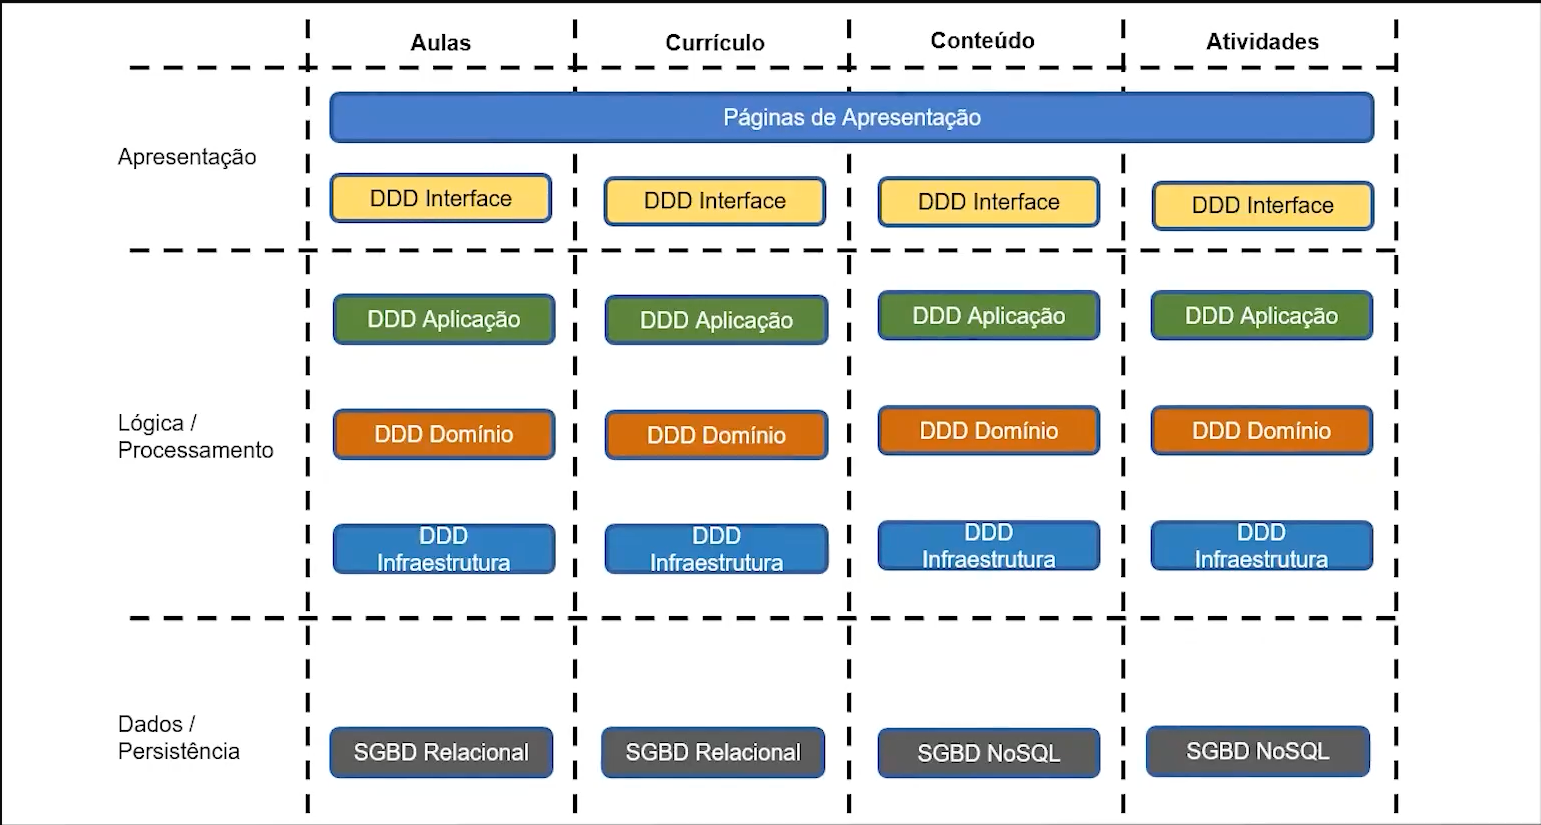 Aulas
Currículo
Conteúdo
Atividades
Apresentação
Páginas de Apresentação
DDD Interface
DDD Interface
DDD Interface
DDD Interface
Lógica /
Processamento
DDD Aplicação
DDD Aplicação
DDD Aplicação
DDD Aplicação
DDD Domínio
DDD Domínio
DDD Domínio
DDD Domínio
DDD
Infraestrutura
DDD
Infraestrutura
DDD
Infraestrutura
DDD
Infraestrutura
Dados /
Persistência
SGBD Relacional
SGBD Relacional
SGBD NoSQL
SGBD NoSQL